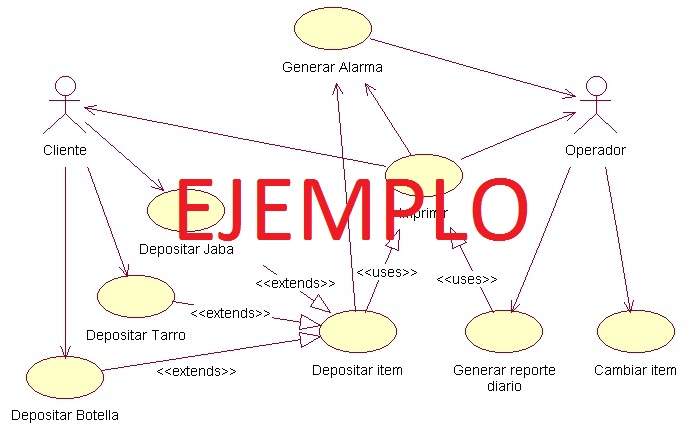 Generar Alarma
Cliente
Operador
Imprimir
EJEMPLO
Depositar Jaba
<<extends>>
<<uses>>
<<uses>>
<<extends>>
Depositar Tarro
<<extends>>
Depositar item
Generar reporte
diario
Cambiar item
Depositar Botella